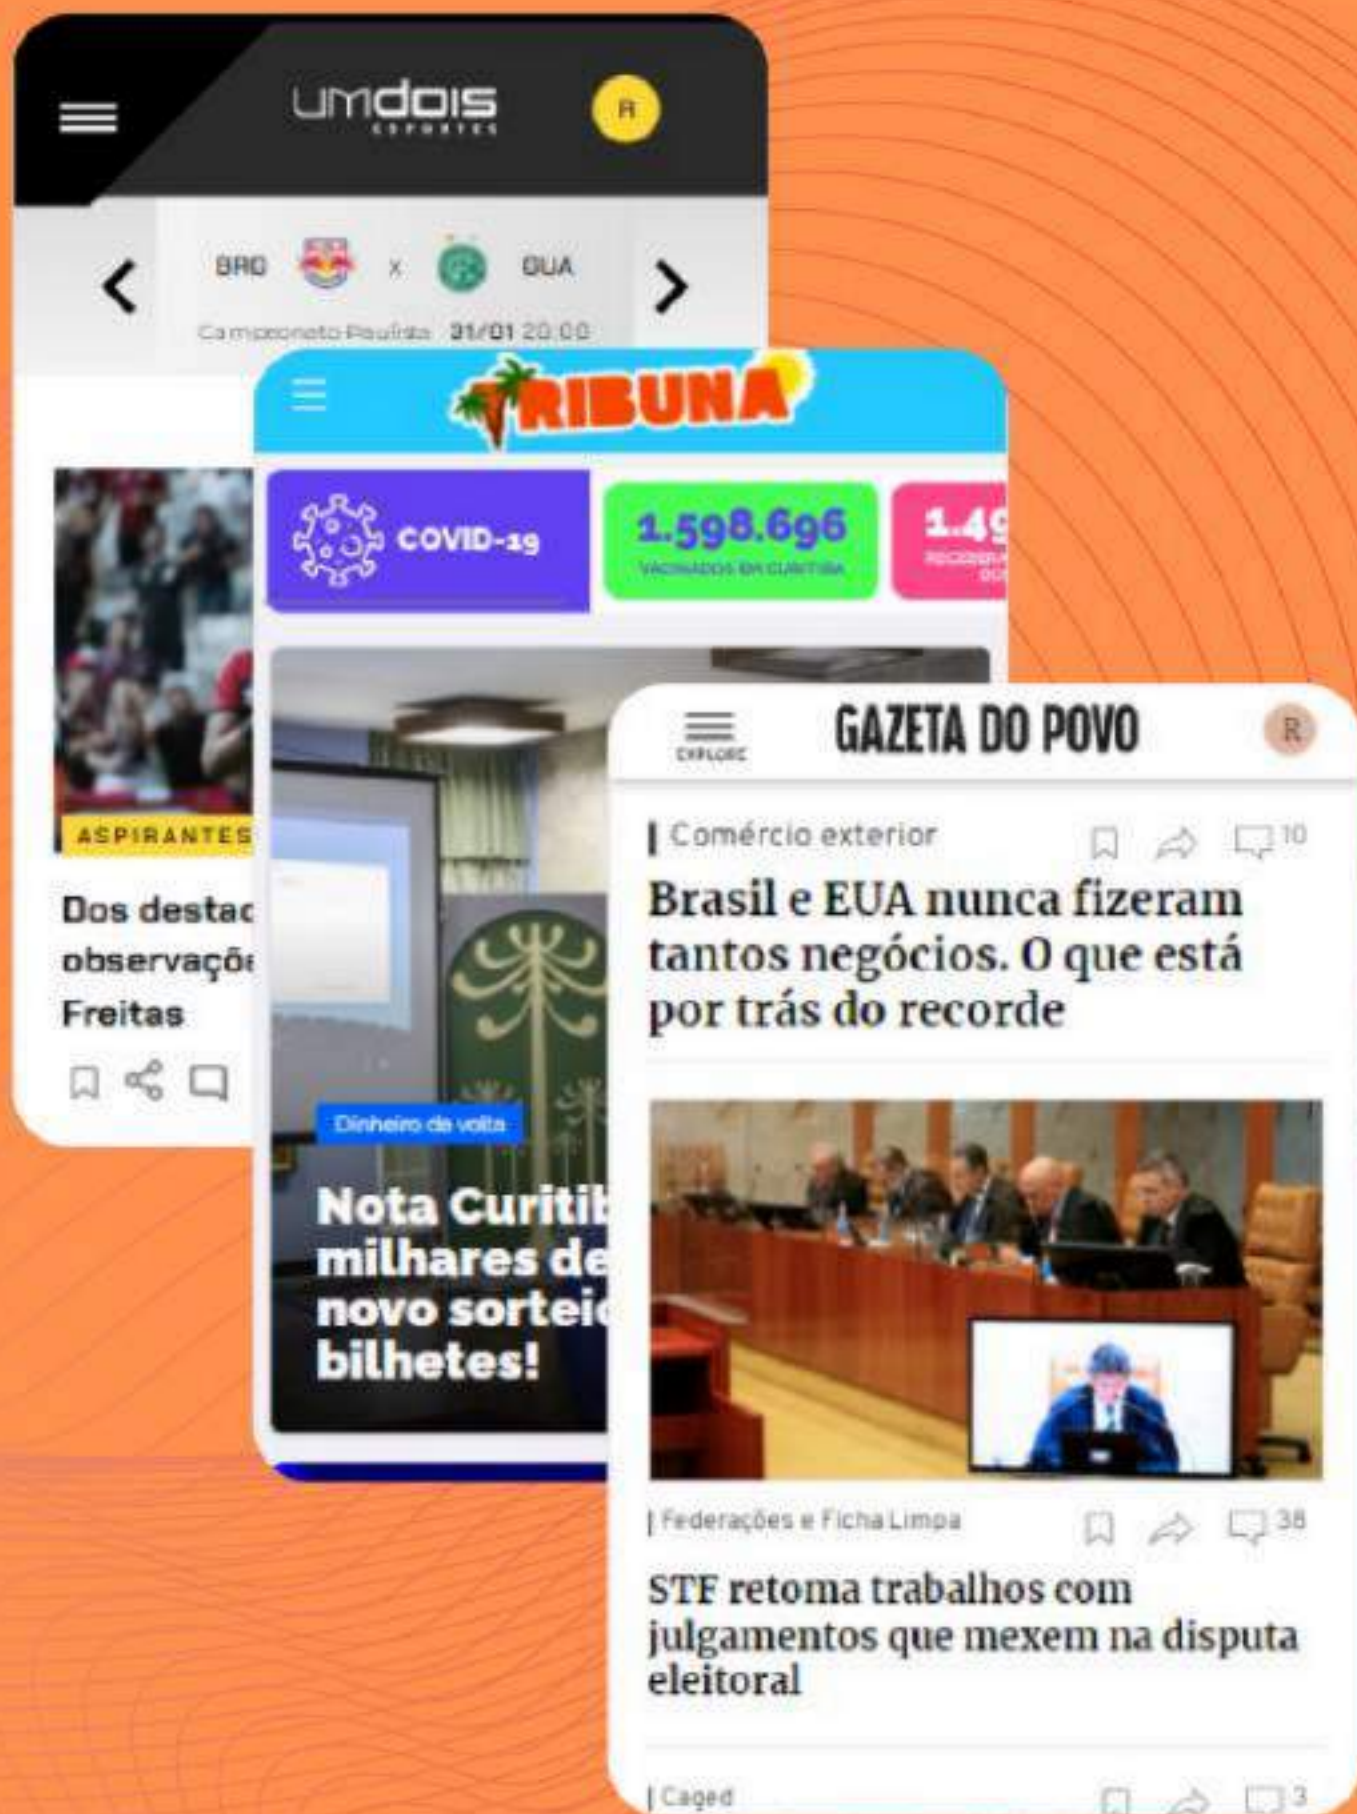 umdois
ESPORTES
R
BRG x GUA
Campeonato Paulista 31/01 20:00
ASPIRANTES
Dos destac
observaçõe
Freitas
TRIBUNA
COVID-19
1.598.696
VACINADOS EM CURITIBA
1.49
Dinheiro de volta
Nota Curitib
milhares de
novo sorteio
bilhetes!
EXPLORE
GAZETA DO POVO
R
Comércio exterior
10
Brasil e EUA nunca fizeram
tantos negócios. O que está
por trás do recorde
Federações e Ficha Limpa
38
STF retoma trabalhos com
julgamentos que mexem na disputa
eleitoral
Caged
3